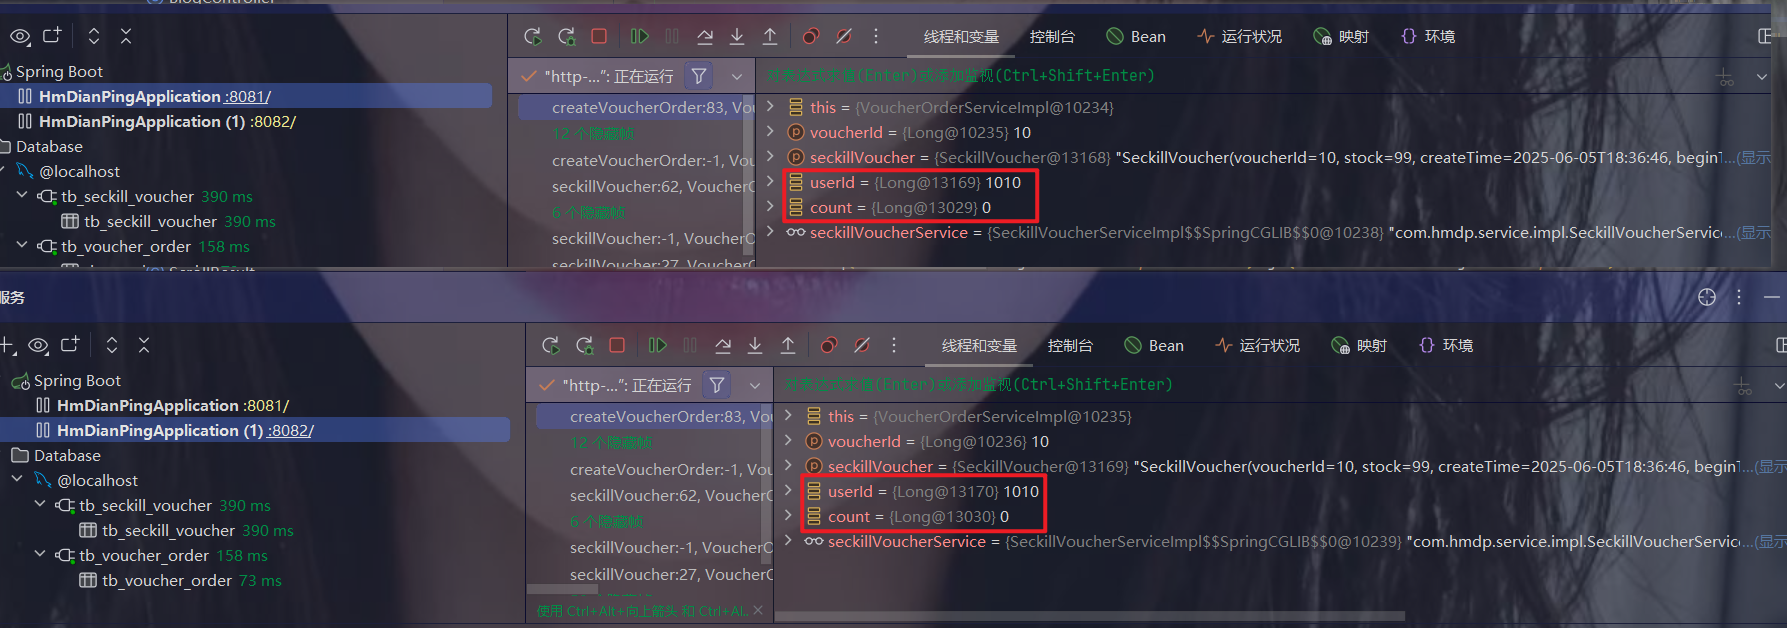 线程和变量 控制台 Bean 运行状况 映射 环境
Spring Boot
"http-...": 正在运行
对表达式求值(Enter)或添加监视(Ctrl+Shift+Enter)
HmDianPingApplication :8081/
createVoucherOrder:83, Vou
this = {VoucherOrderServiceImpl@10234}
HmDianPingApplication (1) :8082/
12 个隐藏帧
voucherId = {Long@10235} 10
Database
createVoucherOrder:-1, Vou
seckillVoucher = {SeckillVoucher@13168} "SeckillVoucher(voucherId=10, stock=99, createTime=2025-06-05T18:36:46, beginT...(显示
@localhost
seckillVoucher:62, VoucherO
userId = {Long@13169} 1010
tb_seckill_voucher 390 ms
6 个隐藏帧
count = {Long@13029} 0
tb_seckill_voucher 390 ms
seckillVoucher:-1, VoucherO
seckillVoucherService = {SeckillVoucherServiceImpl$$SpringCGLIB$$0@10238} "com.hmdp.service.impl.SeckillVoucherServic...(显示
tb_voucher_order 158 ms
seckillVoucher:27, VoucherO
服务
线程和变量 控制台 Bean 运行状况 映射 环境
Spring Boot
"http-...": 正在运行
对表达式求值(Enter)或添加监视(Ctrl+Shift+Enter)
HmDianPingApplication :8081/
createVoucherOrder:83, Vou
this = {VoucherOrderServiceImpl@10235}
HmDianPingApplication (1) :8082/
12 个隐藏帧
voucherId = {Long@10236} 10
Database
createVoucherOrder:-1, Vou
seckillVoucher = {SeckillVoucher@13169} "SeckillVoucher(voucherId=10, stock=99, createTime=2025-06-05T18:36:46, beginT...(显示
@localhost
seckillVoucher:62, VoucherO
userId = {Long@13170} 1010
tb_seckill_voucher 390 ms
6 个隐藏帧
count = {Long@13030} 0
tb_seckill_voucher 390 ms
seckillVoucher:-1, VoucherO
seckillVoucherService = {SeckillVoucherServiceImpl$$SpringCGLIB$$0@10239} "com.hmdp.service.impl.SeckillVoucherServic...(显示
tb_voucher_order 158 ms
seckillVoucher:27, VoucherO
tb_voucher_order 73 ms
使用 Ctrl+Alt+向上箭头 和 Ctrl+Al...